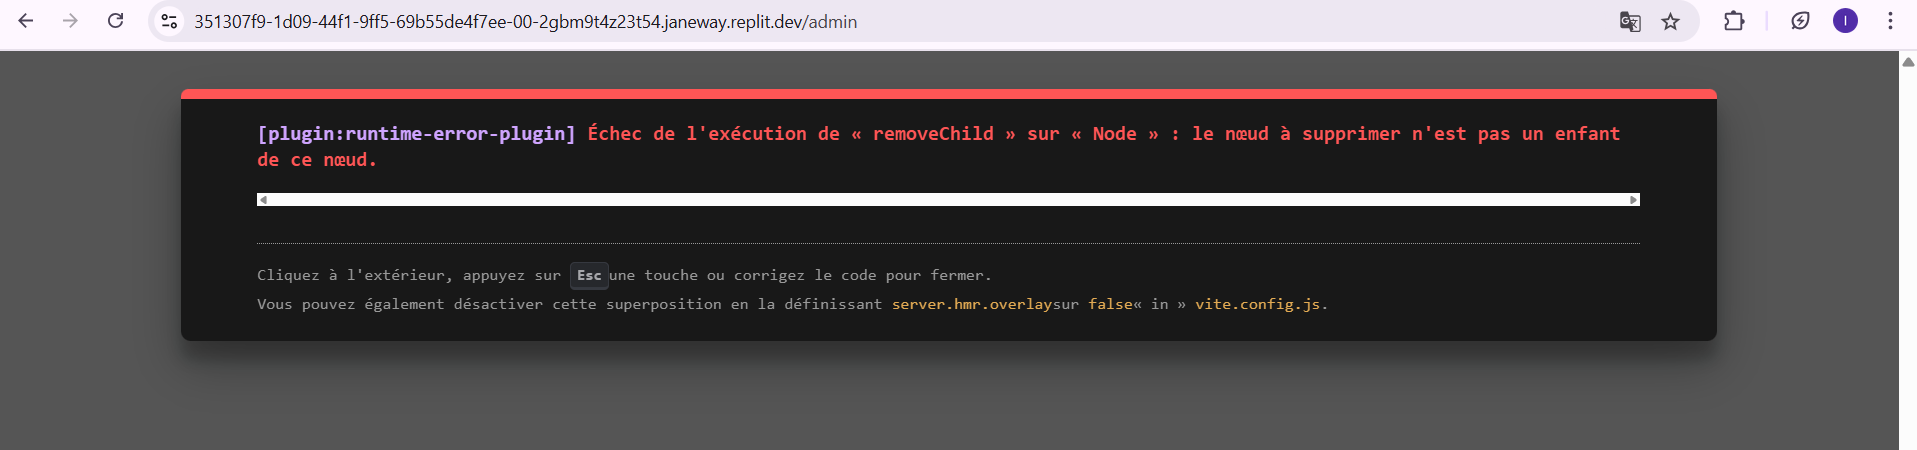 351307f9-1d09-44f1-9ff5-69b55de4f7ee-00-2gbm9t4z23t54.janeway.replit.dev/admin
I
[plugin:runtime-error-plugin] Échec de l'exécution de « removeChild » sur « Node » : le nœud à supprimer n'est pas un enfant
de ce nœud.
Cliquez à l'extérieur, appuyez sur Esc une touche ou corrigez le code pour fermer.
Vous pouvez également désactiver cette superposition en la définissant server.hmr.overlaysur false« in » vite.config.js.